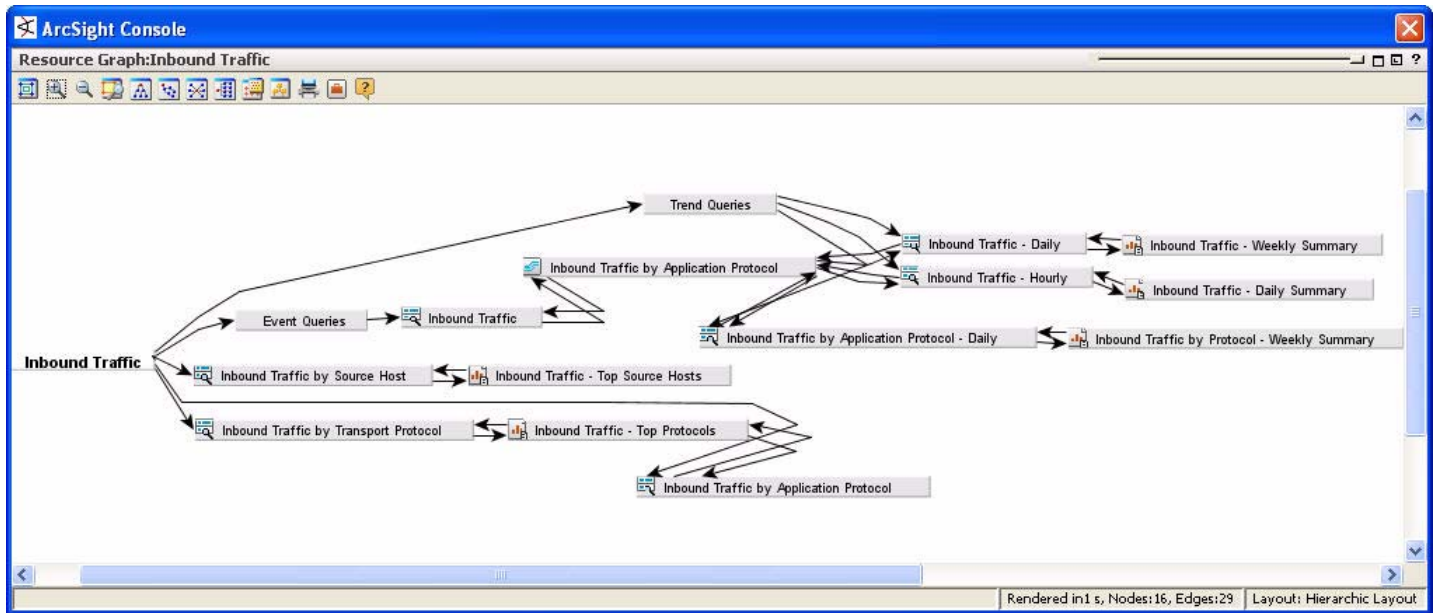 ArcSight Console
Resource Graph:Inbound Traffic
Trend Queries
Inbound Traffic - Daily
Inbound Traffic - Weekly Summary
Inbound Traffic by Application Protocol
Inbound Traffic - Hourly
Inbound Traffic - Daily Summary
Event Queries
Inbound Traffic
Inbound Traffic by Application Protocol - Daily
Inbound Traffic by Protocol - Weekly Summary
Inbound Traffic
Inbound Traffic by Source Host
Inbound Traffic - Top Source Hosts
Inbound Traffic by Transport Protocol
Inbound Traffic - Top Protocols
Inbound Traffic by Application Protocol
Rendered in1 s, Nodes:16, Edges:29
Layout: Hierarchic Layout